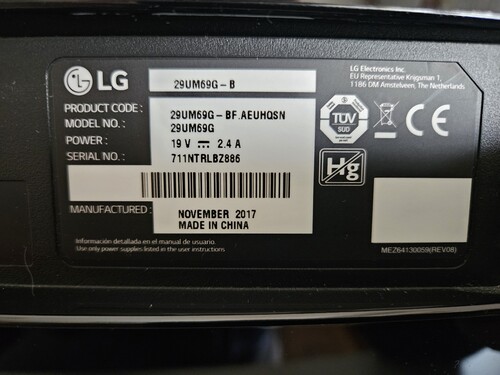 LG
29UM69G-B
PRODUCT CODE : 29UM69G-BF.AEUHQSN
MODEL NO. : 29UM69G
POWER : 19 V ⎓ 2.4 A
SERIAL NO. : 711NTRLBZ886
MANUFACTURED : NOVEMBER 2017
MADE IN CHINA
Información detallada en el manual de usuario.
Use only power supplies listed in the user instructions
LG Electronics Inc.
EU Representative Krijgsman 1,
1186 DM Amstelveen, The Netherlands
TÜV
SÜD
Hg
CE
MEZ64130059(REV08)